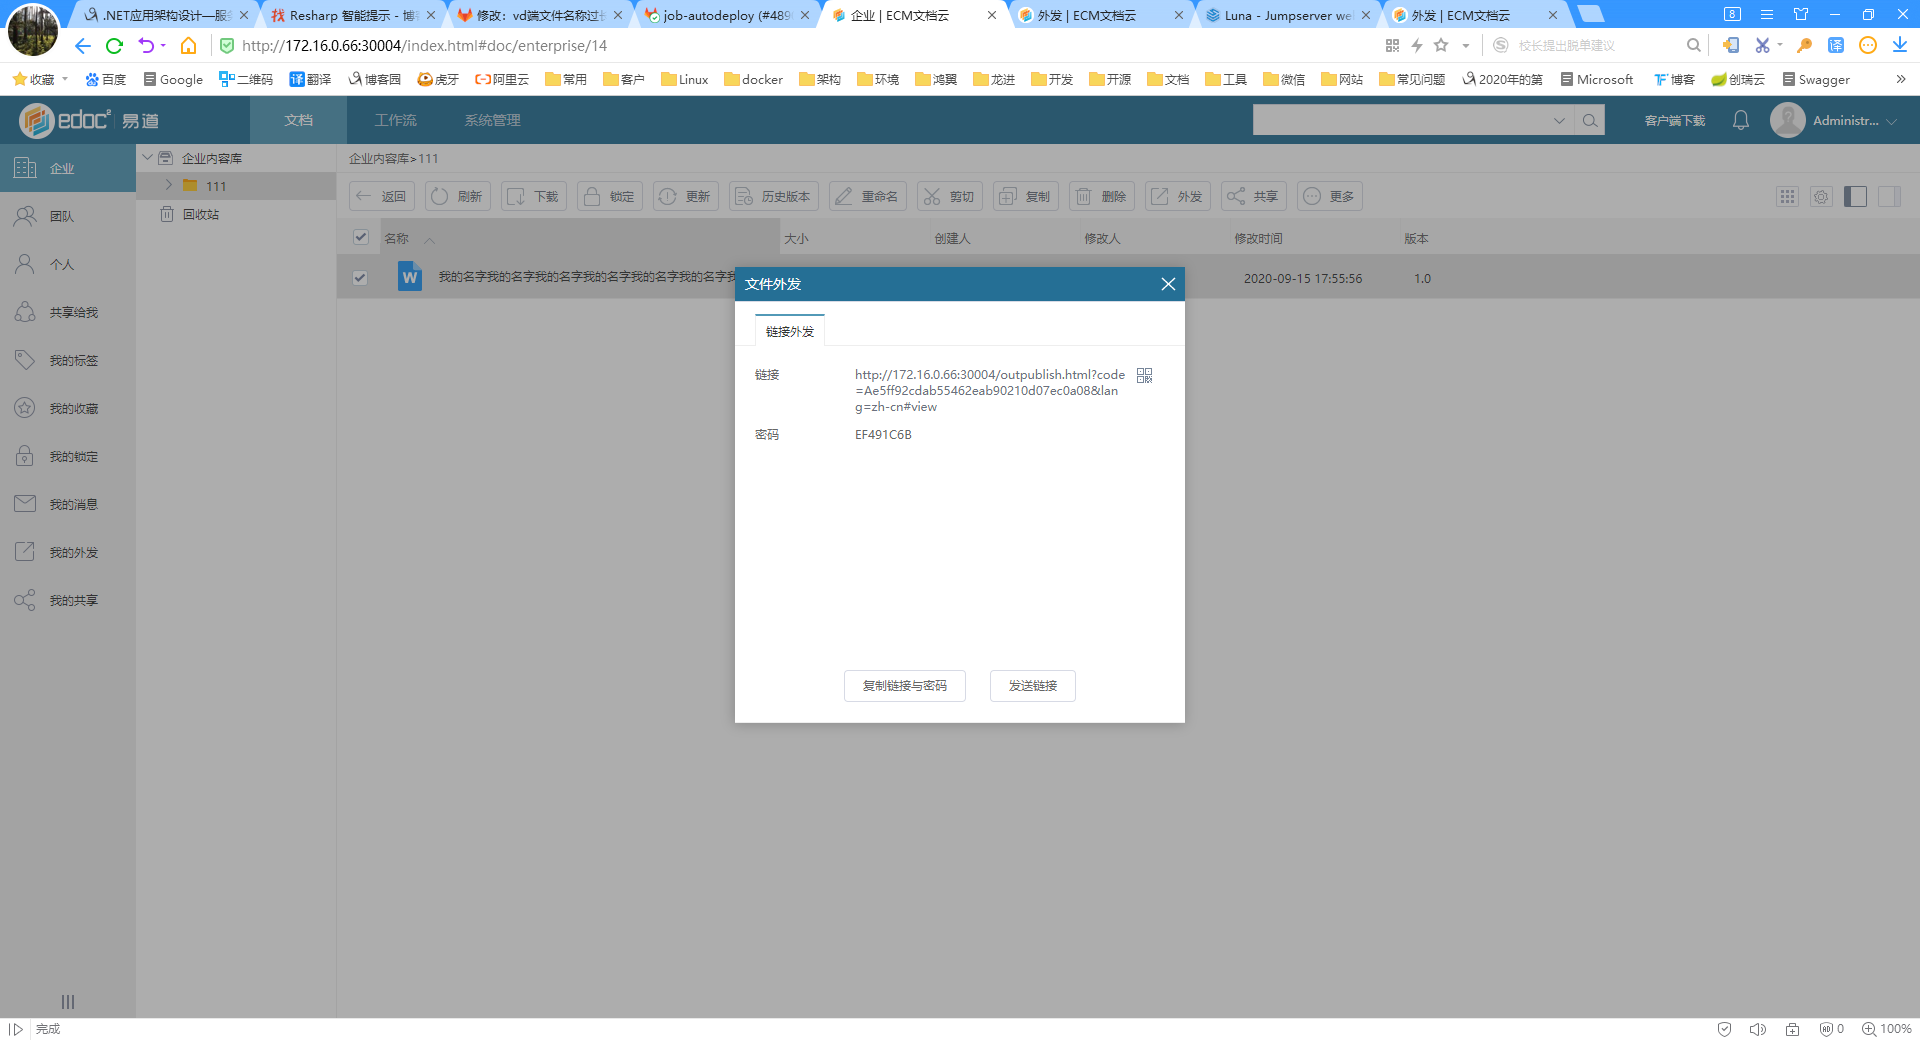 .NET应用架构设计—服务
找 Resharp 智能提示 - 博客
修改：vd端文件名称过长
job-autodeploy (#489
企业 | ECM文档云
外发 | ECM文档云
Luna - Jumpserver we
外发 | ECM文档云
8
http://172.16.0.66:30004/index.html#doc/enterprise/14
校长提出脱单建议
译
收藏
百度
Google
二维码
译 翻译
博客园
虎牙
阿里云
常用
客户
Linux
docker
架构
环境
鸿翼
龙进
开发
开源
文档
工具
微信
网站
常见问题
2020年的第
Microsoft
博客
创瑞云
Swagger
edoc2 易道
文档
工作流
系统管理
客户端下载
Administr...
企业
团队
个人
共享给我
我的标签
我的收藏
我的锁定
我的消息
我的外发
我的共享
企业内容库
111
回收站
企业内容库>111
返回
刷新
下载
锁定
更新
历史版本
重命名
剪切
复制
删除
外发
共享
更多
名称
大小
创建人
修改人
修改时间
版本
W
我的名字我的名字我的名字我的名字我的名字我的名字我
2020-09-15 17:55:56
1.0
文件外发
链接外发
链接
http://172.16.0.66:30004/outpublish.html?code
=Ae5ff92cdab55462eab90210d07ec0a08&lan
g=zh-cn#view
密码
EF491C6B
复制链接与密码
发送链接
完成
0
100%